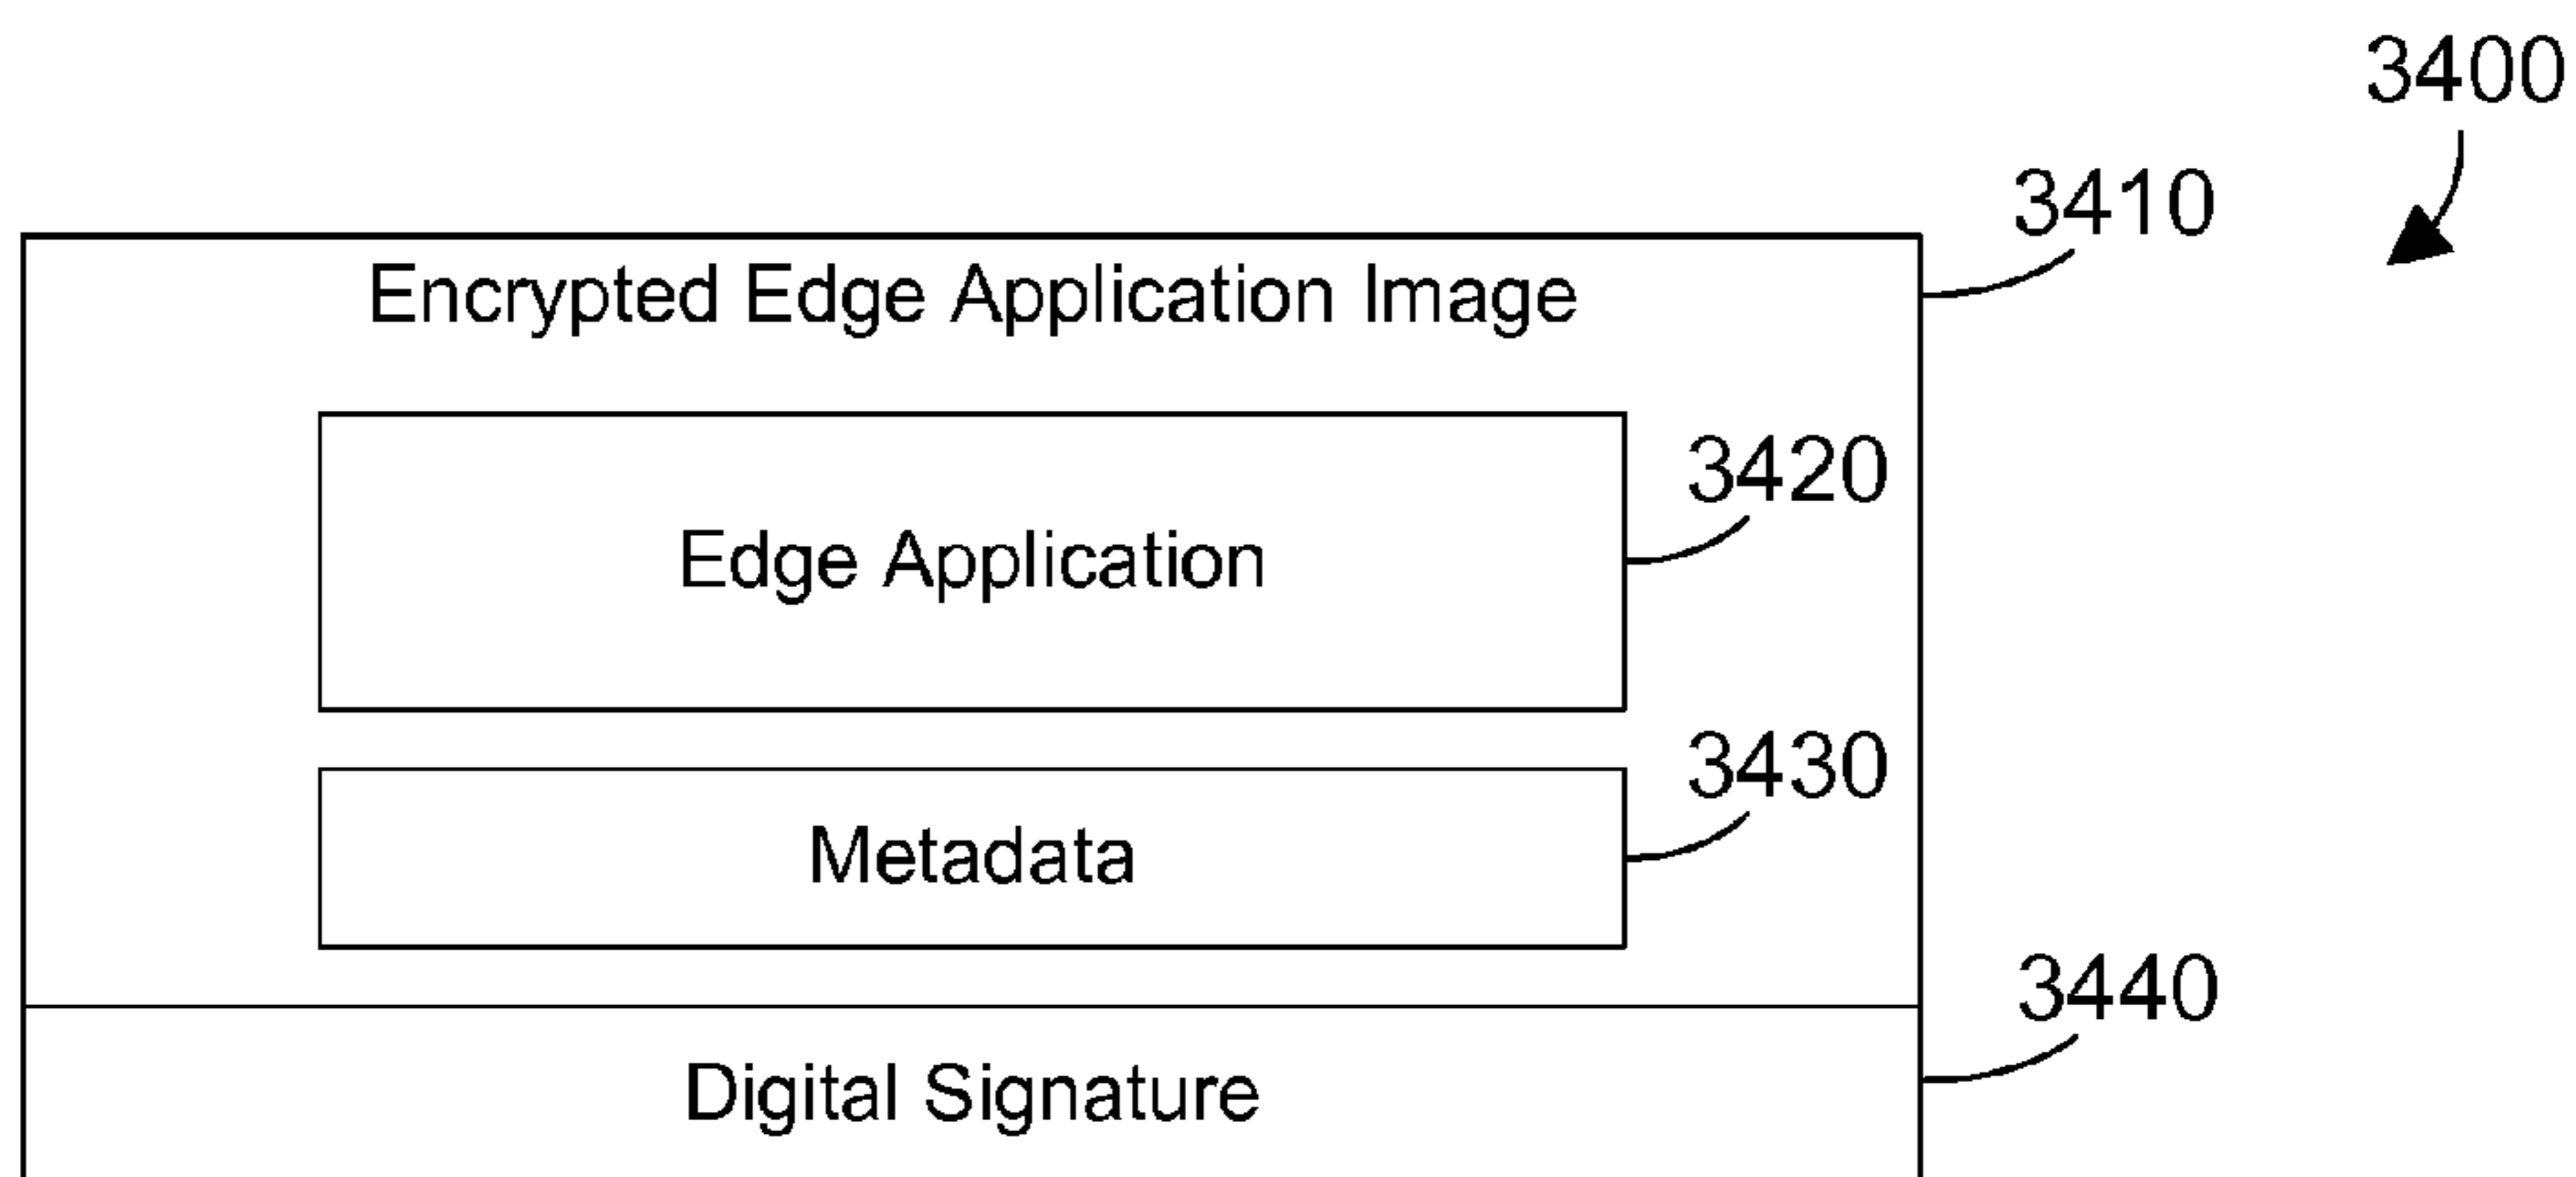 3400
3410
Encrypted Edge Application Image
3420
Edge Application
3430
Metadata
3440
Digital Signature